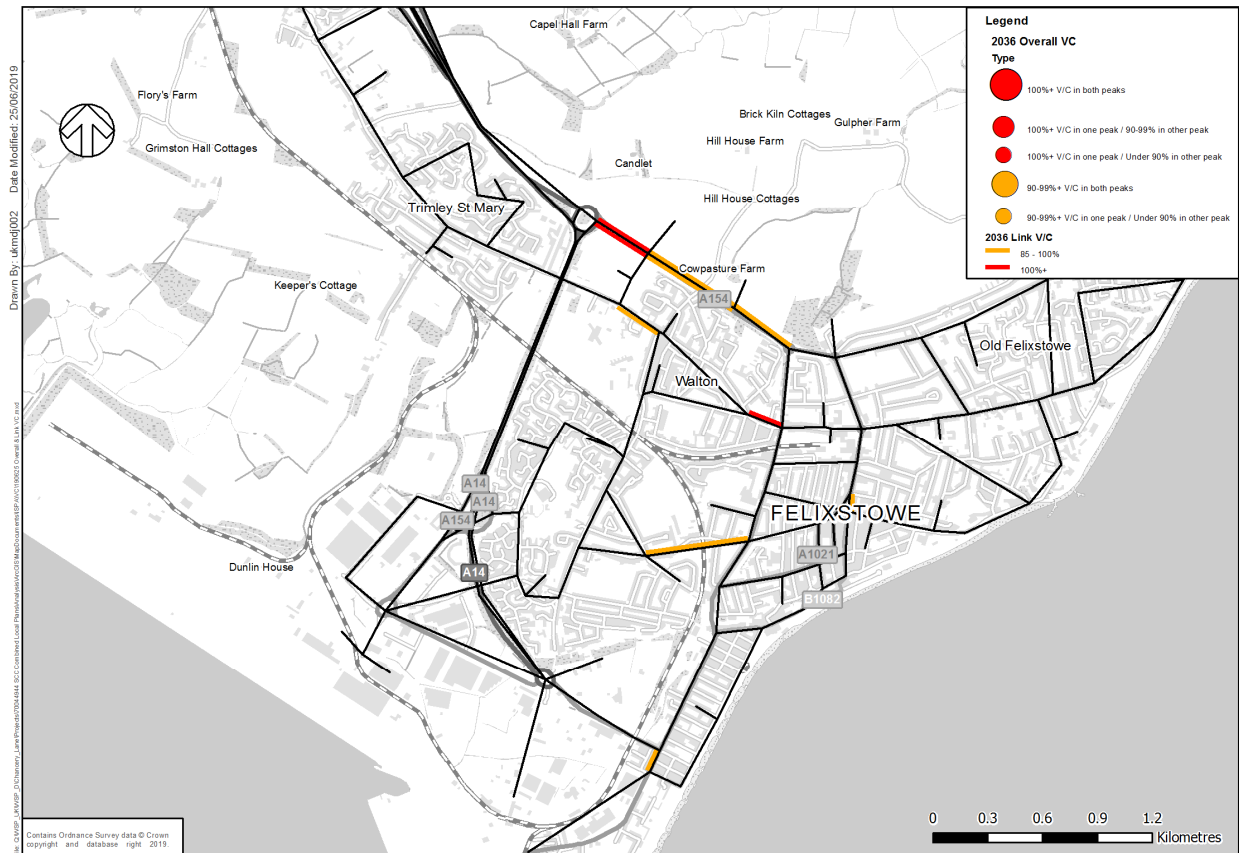 Legend
2036 Overall VC
Type
100%+ V/C in both peaks
100%+ V/C in one peak / 90-99% in other peak
100%+ V/C in one peak / Under 90% in other peak
90-99%+ V/C in both peaks
90-99%+ V/C in one peak / Under 90% in other peak
2036 Link V/C
85 - 100%
100%+
Capel Hall Farm
Flory's Farm
Brick Kiln Cottages
Gulpher Farm
Hill House Farm
Grimston Hall Cottages
Candlet
Hill House Cottages
Trimley St Mary
Cowpasture Farm
Keeper's Cottage
A154
Old Felixstowe
Walton
A14
A14
A154
FELIXSTOWE
A1021
Dunlin House
A14
B1082
0 0.3 0.6 0.9 1.2
Kilometres
Drawn By: ukmdj002 Date Modified: 25/06/2019
Contains Ordnance Survey data © Crown
copyright and database right 2019.